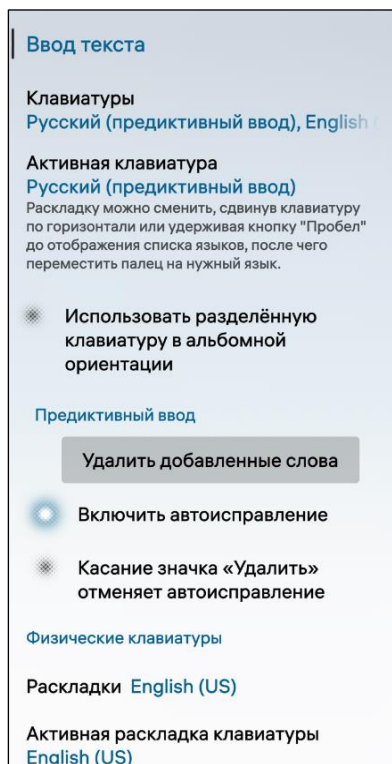 Ввод текста
Клавиатуры
Русский (предиктивный ввод), English
Активная клавиатура
Русский (предиктивный ввод)
Раскладку можно сменить, сдвинув клавиатуру
по горизонтали или удерживая кнопку "Пробел"
до отображения списка языков, после чего
переместить палец на нужный язык.
Использовать разделённую
клавиатуру в альбомной
ориентации
Предиктивный ввод
Удалить добавленные слова
Включить автоисправление
Касание значка «Удалить»
отменяет автоисправление
Физические клавиатуры
Раскладки English (US)
Активная раскладка клавиатуры
English (US)